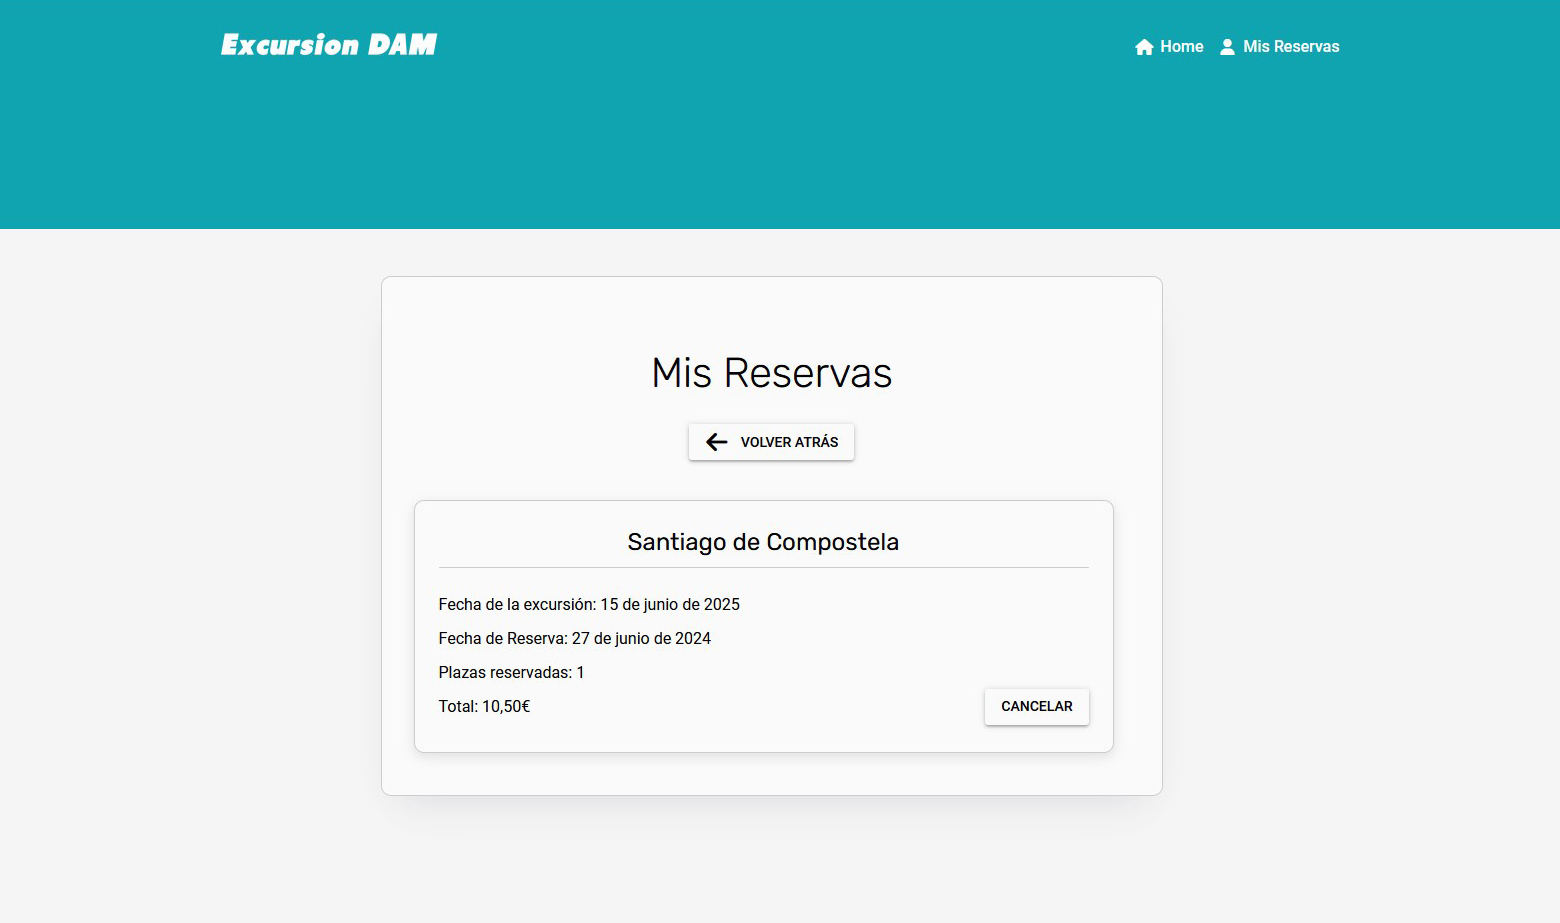 Excursion DAM
Home
Mis Reservas
Mis Reservas
VOLVER ATRÁS
Santiago de Compostela
Fecha de la excursión: 15 de junio de 2025
Fecha de Reserva: 27 de junio de 2024
Plazas reservadas: 1
Total: 10,50€
CANCELAR